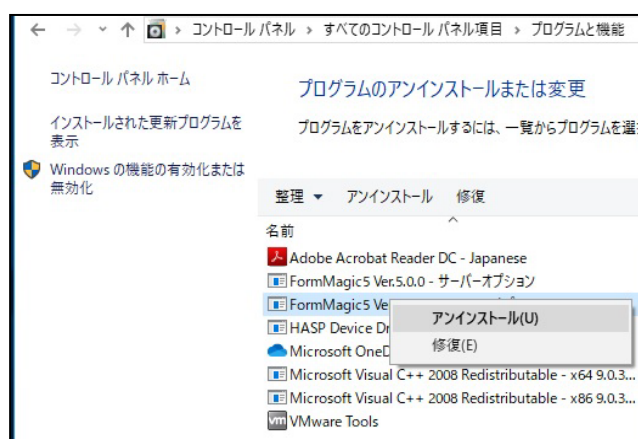 コントロール パネル › すべてのコントロール パネル項目 › プログラムと機能
コントロール パネル ホーム
インストールされた更新プログラムを
表示
Windows の機能の有効化または
無効化
プログラムのアンインストールまたは変更
プログラムをアンインストールするには、一覧からプログラムを選
整理 アンインストール 修復
名前
Adobe Acrobat Reader DC - Japanese
FormMagic5 Ver.5.0.0 - サーバーオプション
FormMagic5 Ve
アンインストール(U)
HASP Device Dr
修復(E)
Microsoft OneD
Microsoft Visual C++ 2008 Redistributable - x64 9.0.3...
Microsoft Visual C++ 2008 Redistributable - x86 9.0.3...
vm VMware Tools